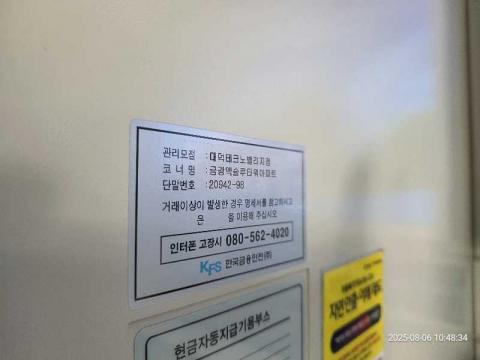 관리모점 : 대덕테크노밸리지점
코 너 명 : 금광엑슬루타워아파트
단말번호 : 20942-98
거래이상이 발생한 경우 명세서를 참고하시고
은 을 이용해 주십시오
인터폰 고장시 080-562-4020
KFS 한국금융안전(주)
현금자동지급기용부스
2025-08-06 10:48:34